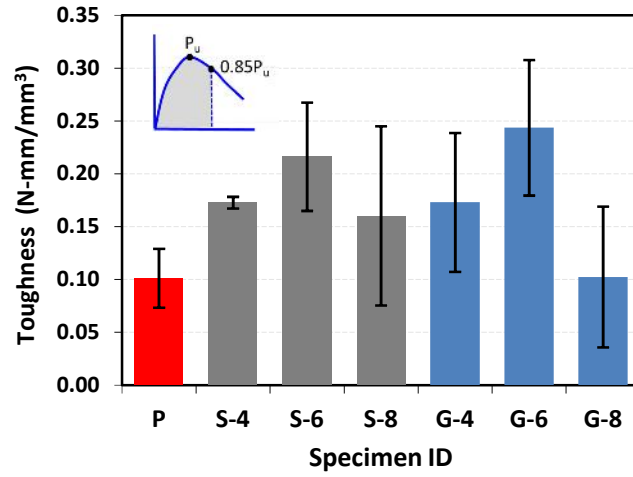 Toughness (N-mm/mm³)
0.35
0.30
0.25
0.20
0.15
0.10
0.05
0.00
Pᵤ
0.85Pᵤ
P S-4 S-6 S-8 G-4 G-6 G-8
Specimen ID